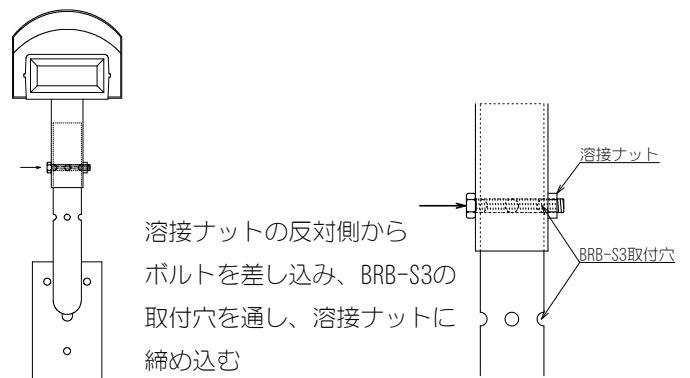 溶接ナット
溶接ナットの反対側から
ボルトを差し込み、BRB-S3の
取付穴を通し、溶接ナットに
締め込む
BRB-S3取付穴